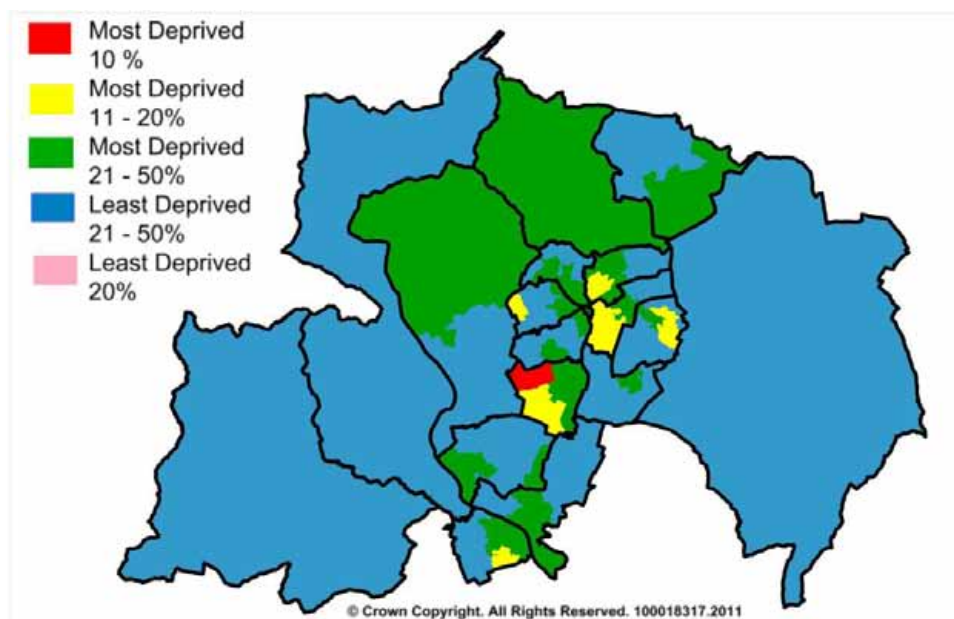 Most Deprived
10 %
Most Deprived
11 - 20%
Most Deprived
21 - 50%
Least Deprived
21 - 50%
Least Deprived
20%
© Crown Copyright. All Rights Reserved. 100018317.2011